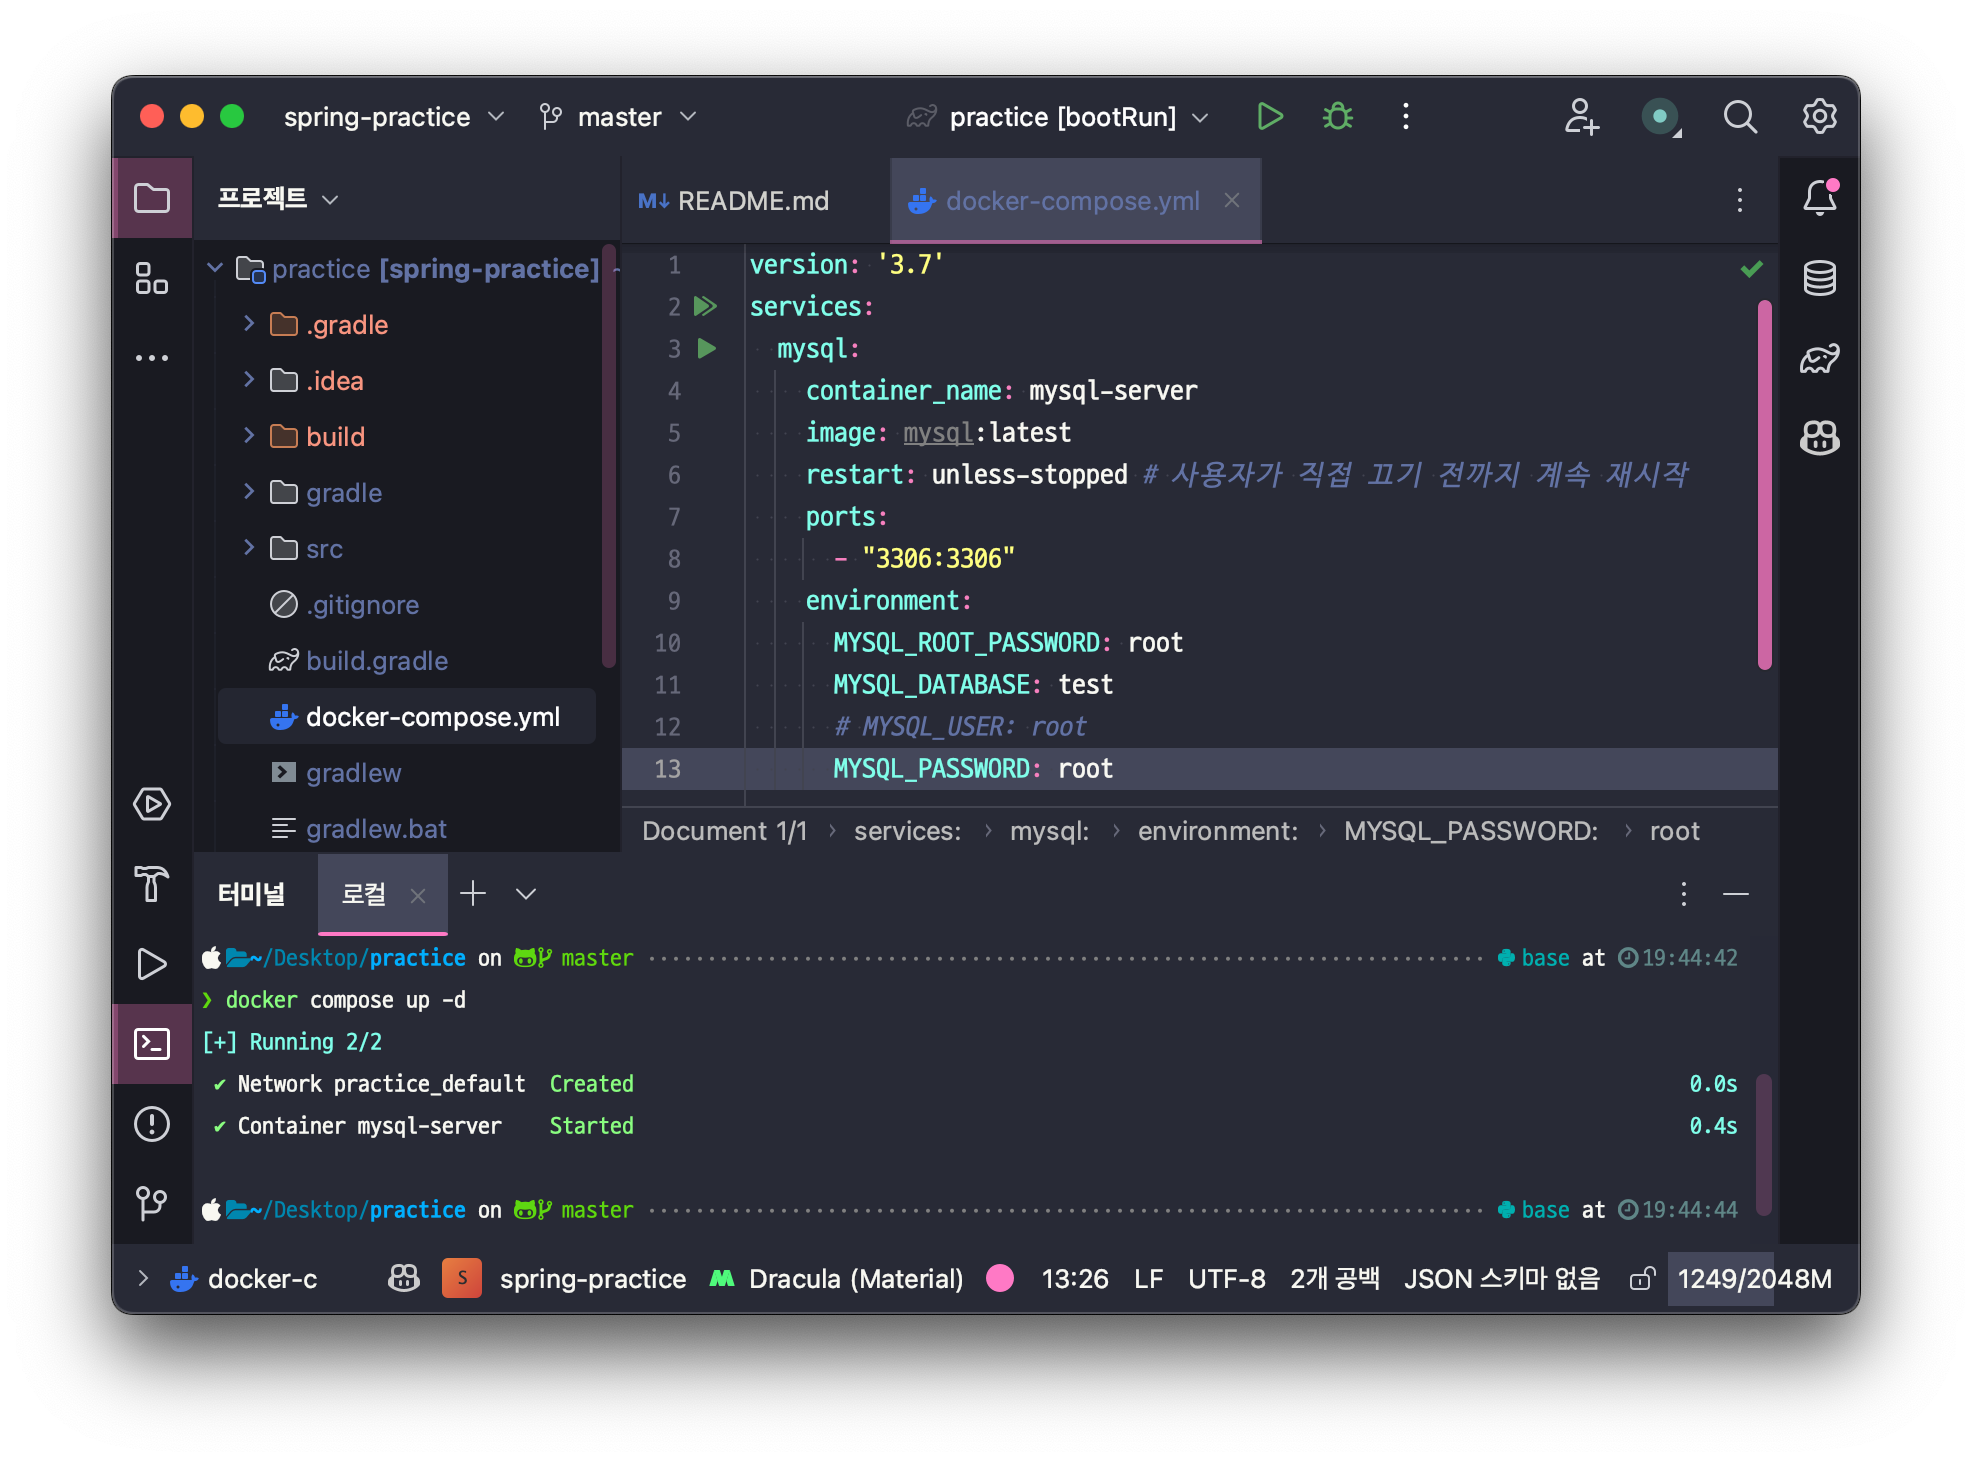 spring-practice master practice [bootRun]
프로젝트
practice [spring-practice]
.gradle
.idea
build
gradle
src
.gitignore
build.gradle
docker-compose.yml
gradlew
gradlew.bat
M↓ README.md docker-compose.yml
1 version: '3.7'
2 services:
3 mysql:
4 container_name: mysql-server
5 image: mysql:latest
6 restart: unless-stopped # 사용자가 직접 끄기 전까지 계속 재시작
7 ports:
8 - "3306:3306"
9 environment:
10 MYSQL_ROOT_PASSWORD: root
11 MYSQL_DATABASE: test
12 # MYSQL_USER: root
13 MYSQL_PASSWORD: root
Document 1/1 › services: › mysql: › environment: › MYSQL_PASSWORD: › root
터미널 로컬
~/Desktop/practice on master base at 19:44:42
❯ docker compose up -d
[+] Running 2/2
✔ Network practice_default Created 0.0s
✔ Container mysql-server Started 0.4s
~/Desktop/practice on master base at 19:44:44
docker-c S spring-practice Dracula (Material) 13:26 LF UTF-8 2개 공백 JSON 스키마 없음 1249/2048M